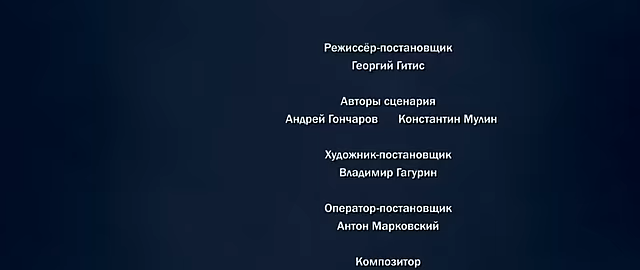 Режиссёр-постановщик
Георгий Гитис
Авторы сценария
Андрей Гончаров Константин Мулин
Художник-постановщик
Владимир Гагурин
Оператор-постановщик
Антон Марковский
Композитор